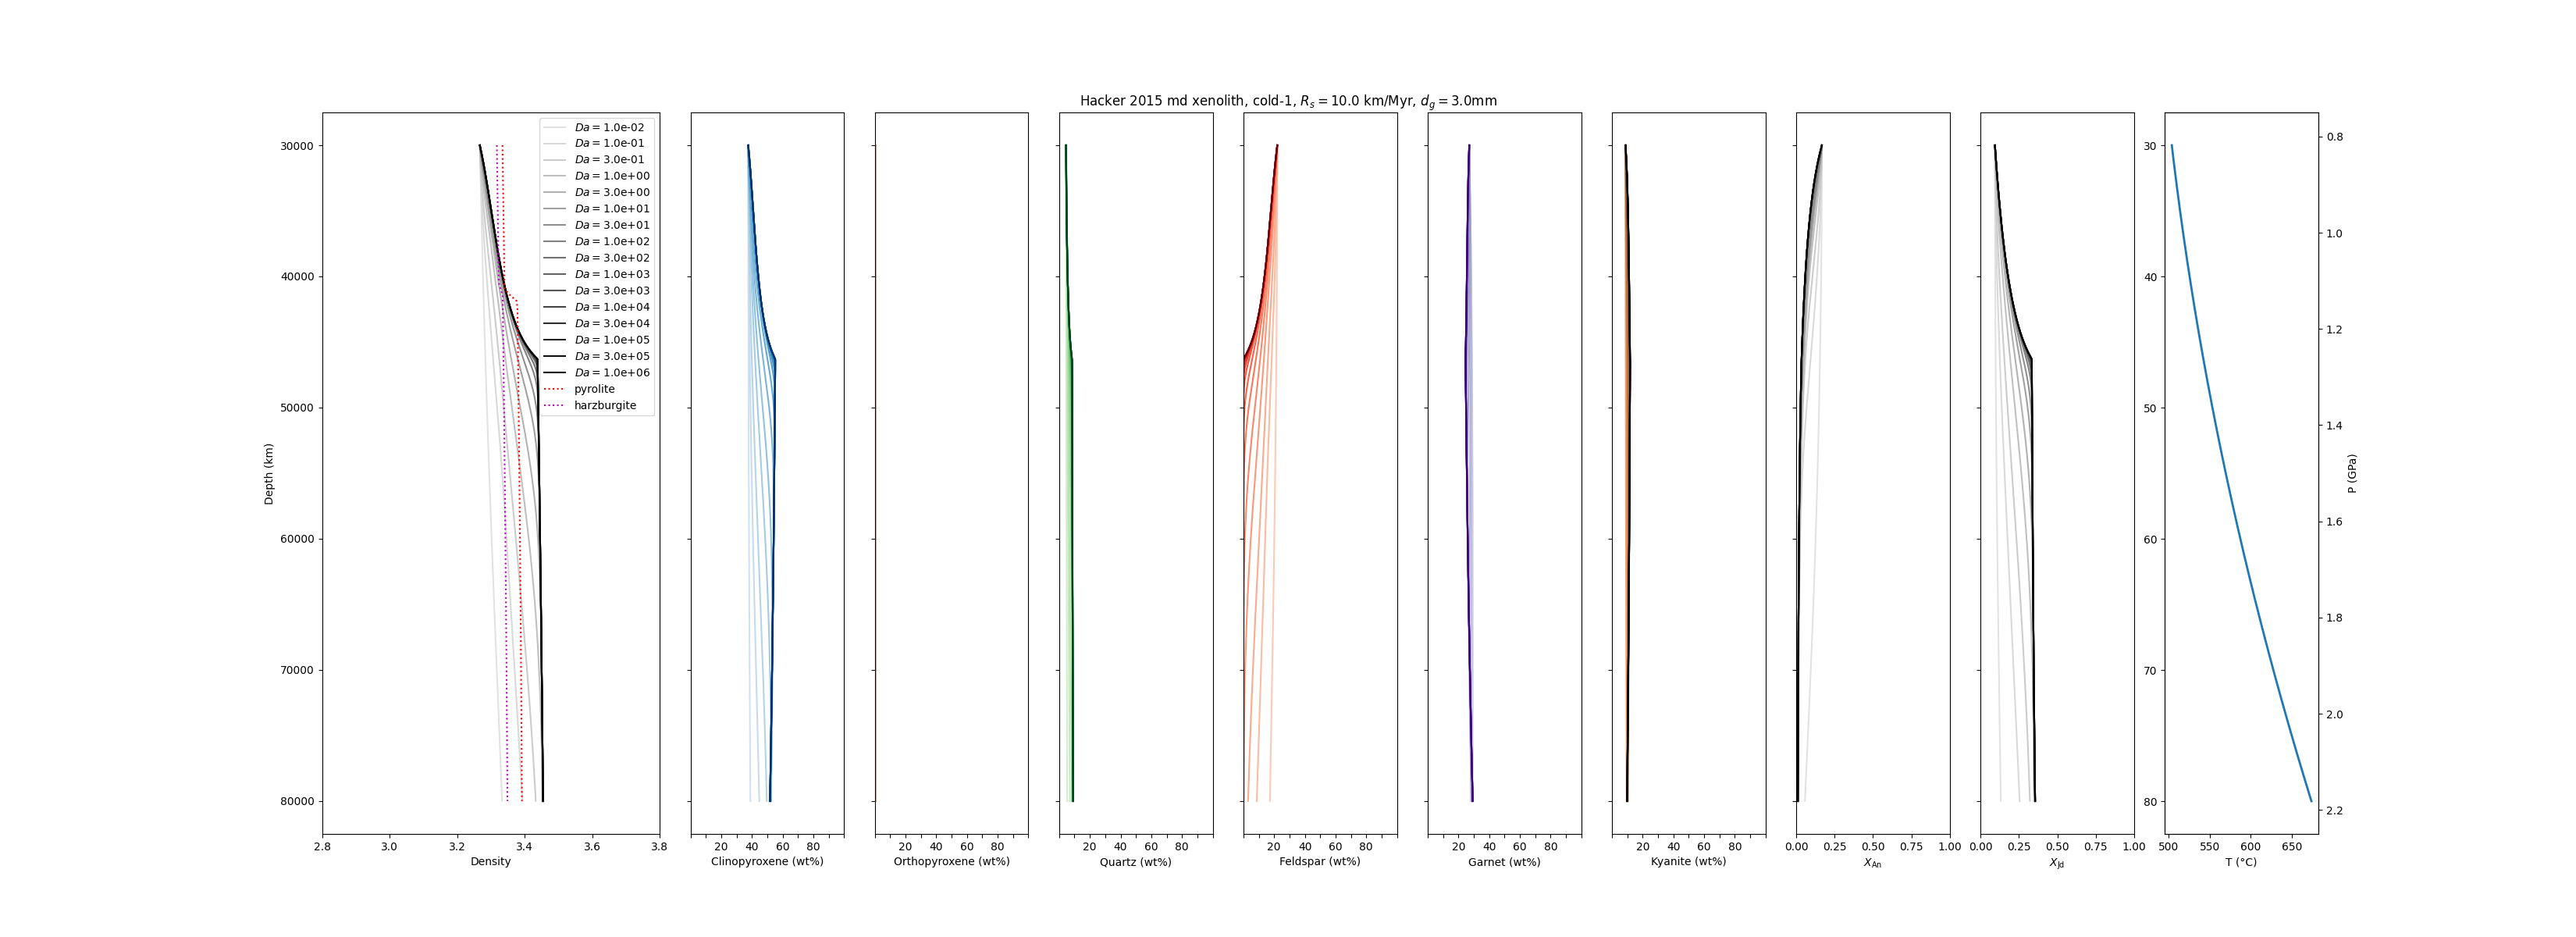 Hacker 2015 md xenolith, cold-1, Rₛ = 10.0 km/Myr, d_g = 3.0mm
Da = 1.0e-02
Da = 1.0e-01
Da = 3.0e-01
Da = 1.0e+00
Da = 3.0e+00
Da = 1.0e+01
Da = 3.0e+01
Da = 1.0e+02
Da = 3.0e+02
Da = 1.0e+03
Da = 3.0e+03
Da = 1.0e+04
Da = 3.0e+04
Da = 1.0e+05
Da = 3.0e+05
Da = 1.0e+06
pyrolite
harzburgite
Depth (km)
30000
40000
50000
60000
70000
80000
2.8 3.0 3.2 3.4 3.6 3.8
Density
20 40 60 80
Clinopyroxene (wt%)
20 40 60 80
Orthopyroxene (wt%)
20 40 60 80
Quartz (wt%)
20 40 60 80
Feldspar (wt%)
20 40 60 80
Garnet (wt%)
20 40 60 80
Kyanite (wt%)
0.00 0.25 0.50 0.75 1.00
X_An
0.00 0.25 0.50 0.75 1.00
X_Jd
30
40
50
60
70
80
500 550 600 650
T (°C)
0.8
1.0
1.2
1.4
1.6
1.8
2.0
2.2
P (GPa)